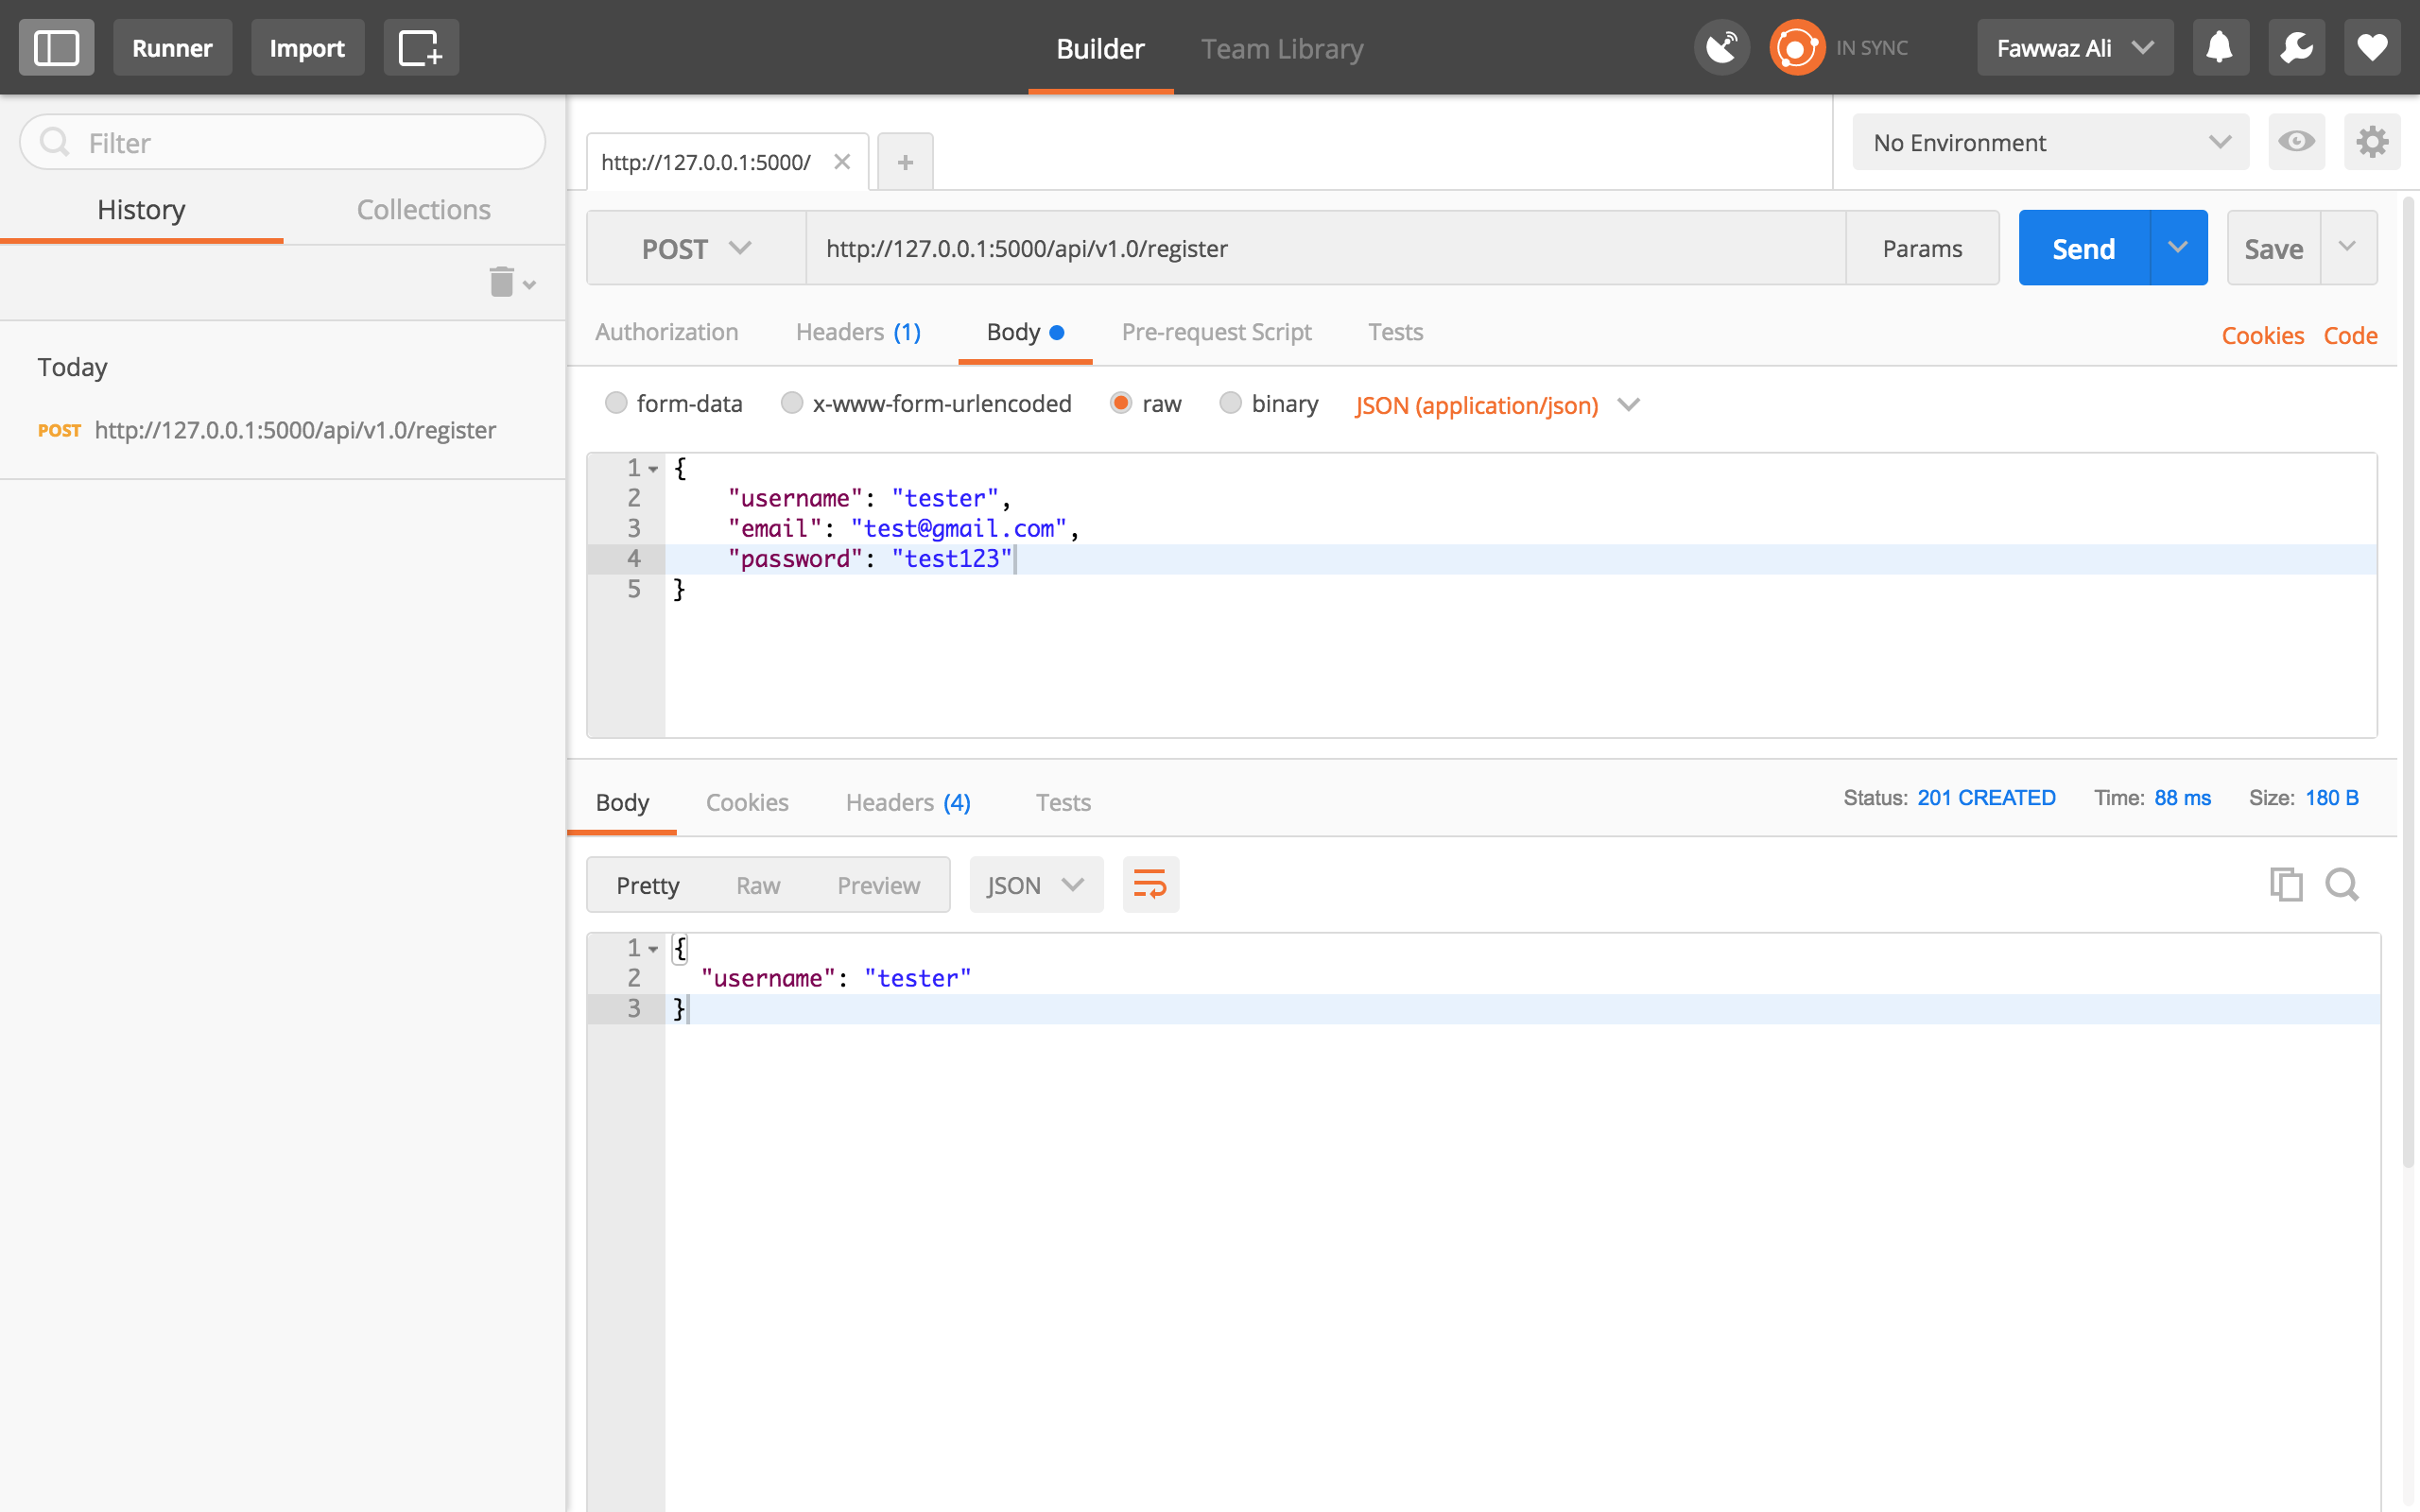 Runner Import Builder Team Library IN SYNC Fawwaz Ali
Filter
History Collections
Today
POST http://127.0.0.1:5000/api/v1.0/register
http://127.0.0.1:5000/ No Environment
POST http://127.0.0.1:5000/api/v1.0/register Params Send Save
Authorization Headers (1) Body Pre-request Script Tests Cookies Code
form-data x-www-form-urlencoded raw binary JSON (application/json)
1 {
2 "username": "tester",
3 "email": "test@gmail.com",
4 "password": "test123"
5 }
Body Cookies Headers (4) Tests Status: 201 CREATED Time: 88 ms Size: 180 B
Pretty Raw Preview JSON
1 {
2 "username": "tester"
3 }